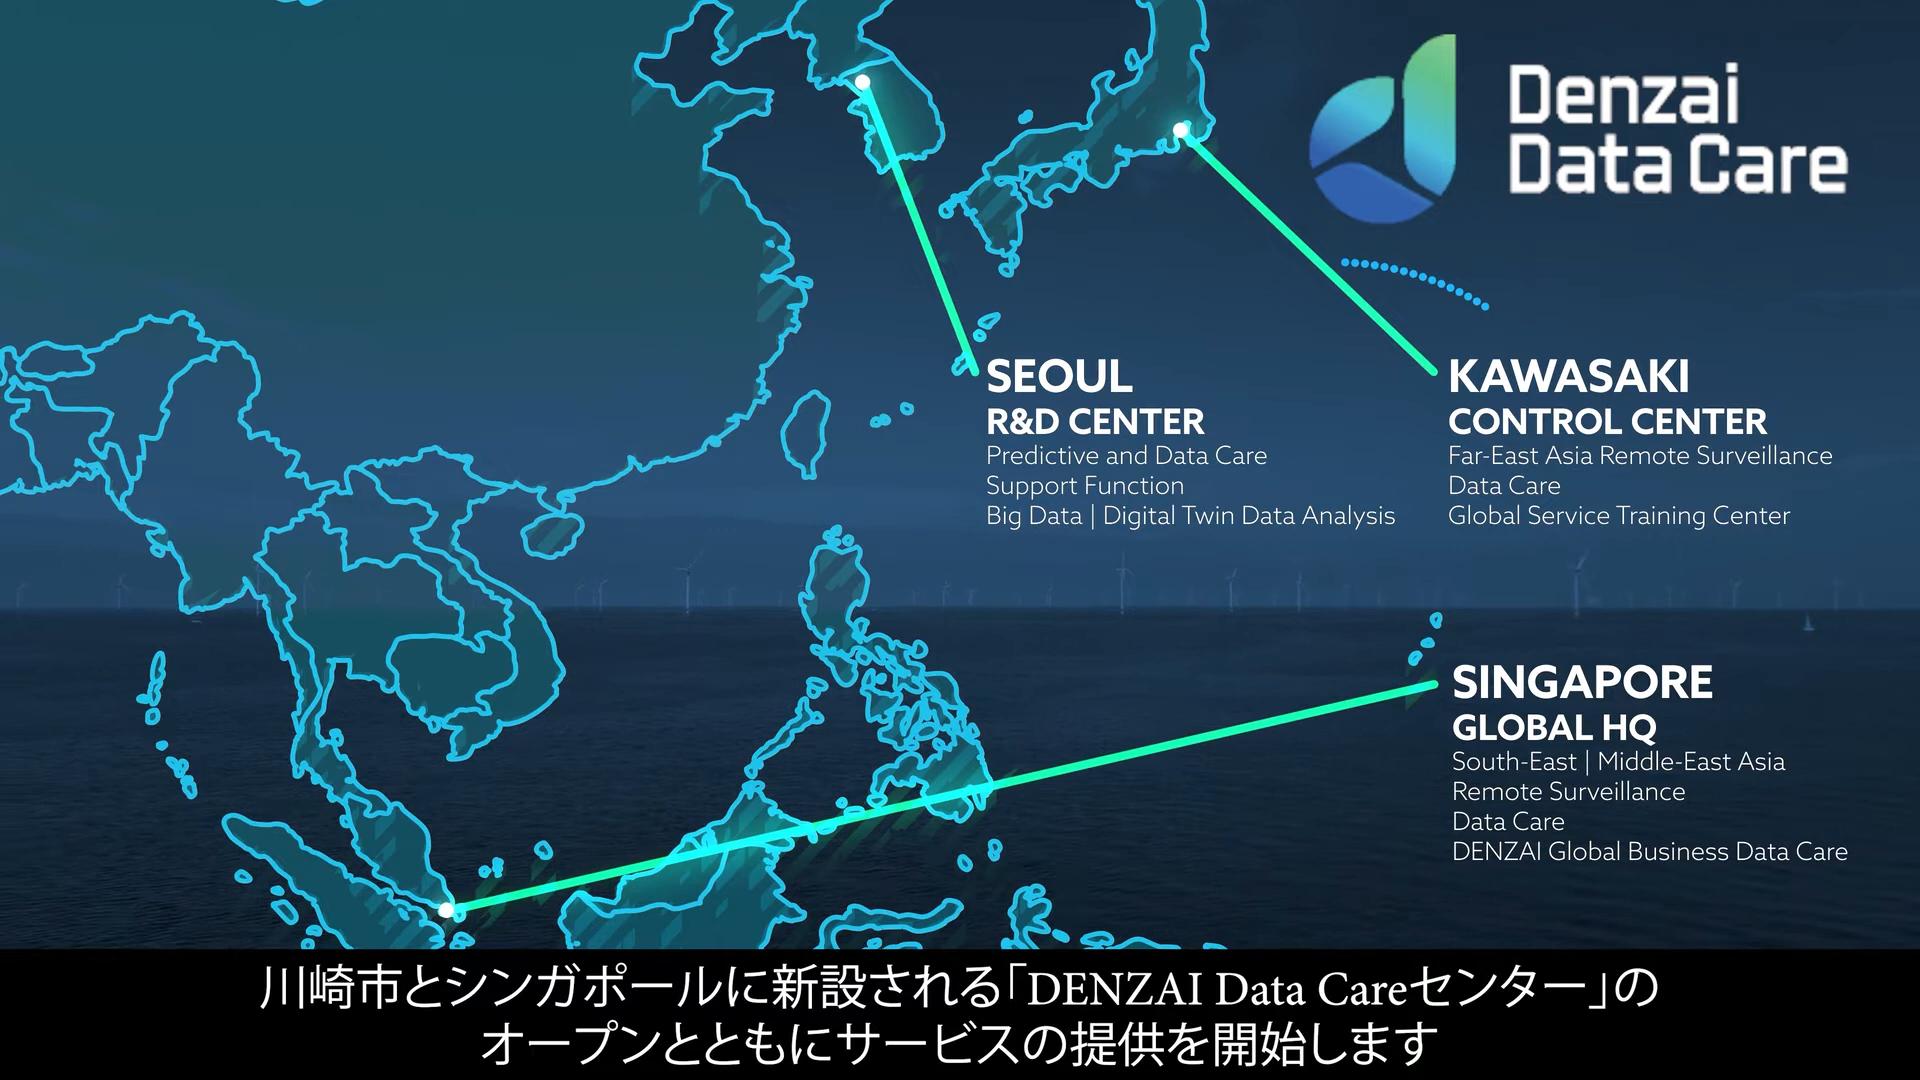 Denzai
Data Care
SEOUL
R&D CENTER
Predictive and Data Care
Support Function
Big Data | Digital Twin Data Analysis
KAWASAKI
CONTROL CENTER
Far-East Asia Remote Surveillance
Data Care
Global Service Training Center
SINGAPORE
GLOBAL HQ
South-East | Middle-East Asia
Remote Surveillance
Data Care
DENZAI Global Business Data Care
川崎市とシンガポールに新設される「DENZAI Data Careセンター」の
オープンとともにサービスの提供を開始します